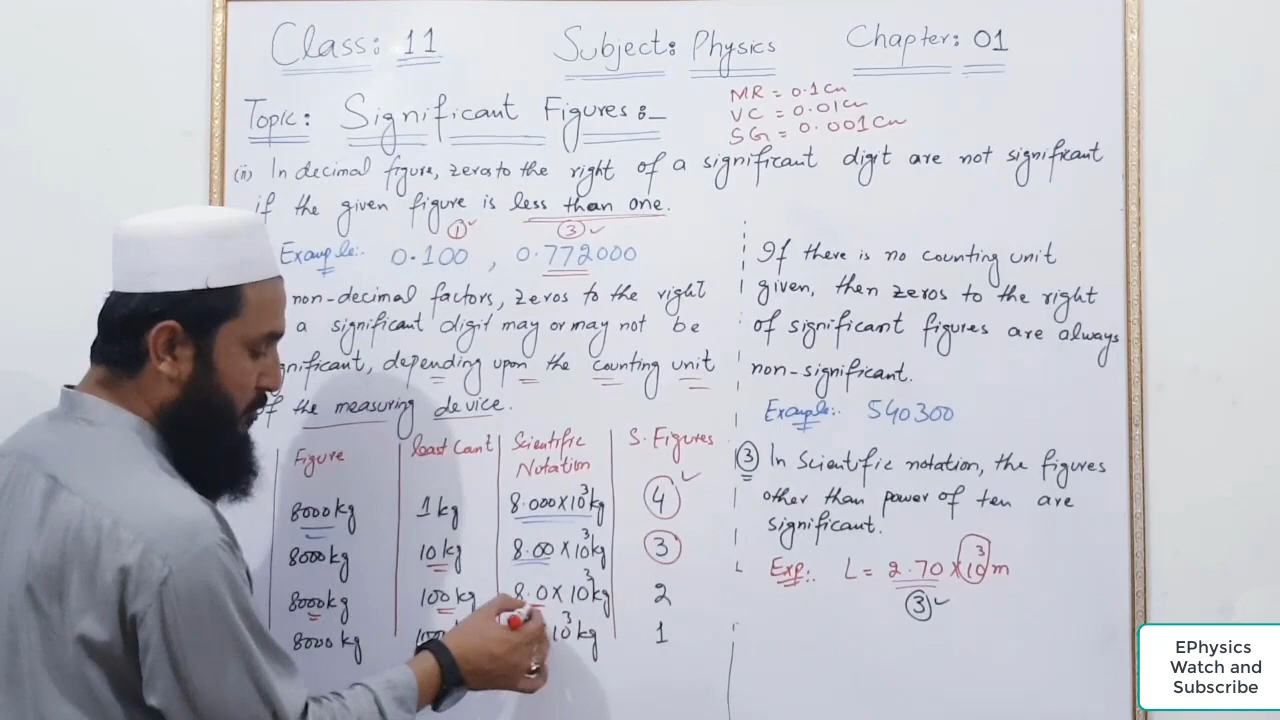 Class: 11 Subject: Physics Chapter: 01
Topic: Significant Figures:-
MR = 0.1cm
VC = 0.01cm
SG = 0.001cm
(ii) In decimal figure, zeros to the right of a significant digit are not significant
if the given figure is less than one.
① ✓ ③ ✓
Example:- 0.100 , 0.772000
non-decimal factors, zeros to the right
a significant digit may or may not be
nificant, depending upon the counting unit
of the measuring device.
Figure Least Cant Scientific Notation S. Figures
8000kg 1kg 8.000×10³kg ④ ✓
8000kg 10kg 8.00×10³kg ③
8000kg 100kg 8.0×10³kg 2
8000kg 10³kg 1
If there is no counting unit
given, then zeros to the right
of significant figures are always
non-significant.
Example:. 540300
③ In Scientific notation, the figures
other than power of ten are
significant.
Exp:. L = 2.70×10³m
③ ✓
EPhysics
Watch and
Subscribe